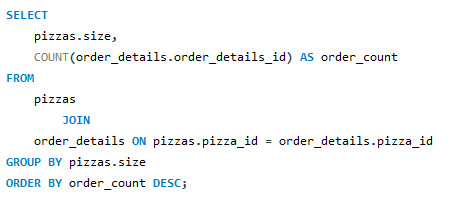 SELECT
    pizzas.size,
    COUNT(order_details.order_details_id) AS order_count
FROM
    pizzas
        JOIN
    order_details ON pizzas.pizza_id = order_details.pizza_id
GROUP BY pizzas.size
ORDER BY order_count DESC;